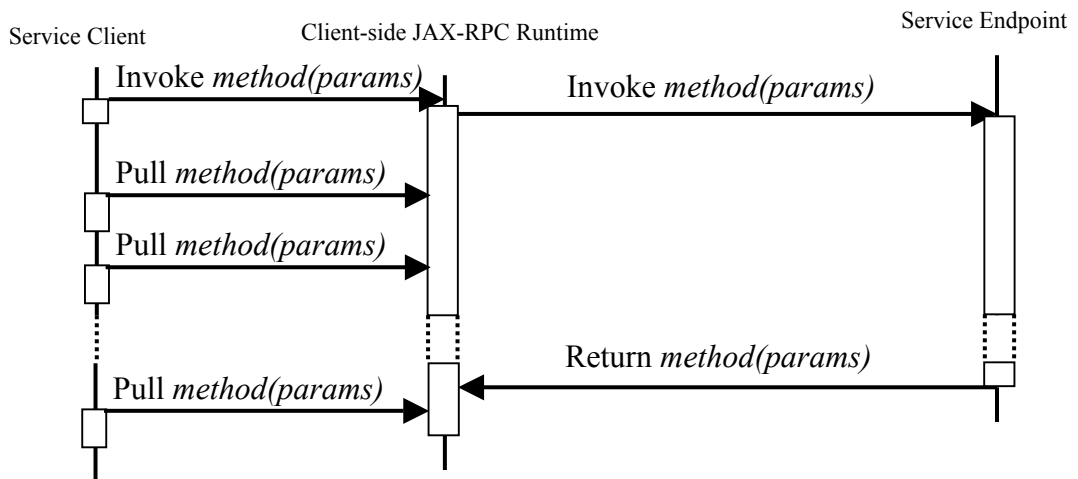 Service Client
Client-side JAX-RPC Runtime
Service Endpoint
Invoke method(params)
Invoke method(params)
Pull method(params)
Pull method(params)
Return method(params)
Pull method(params)